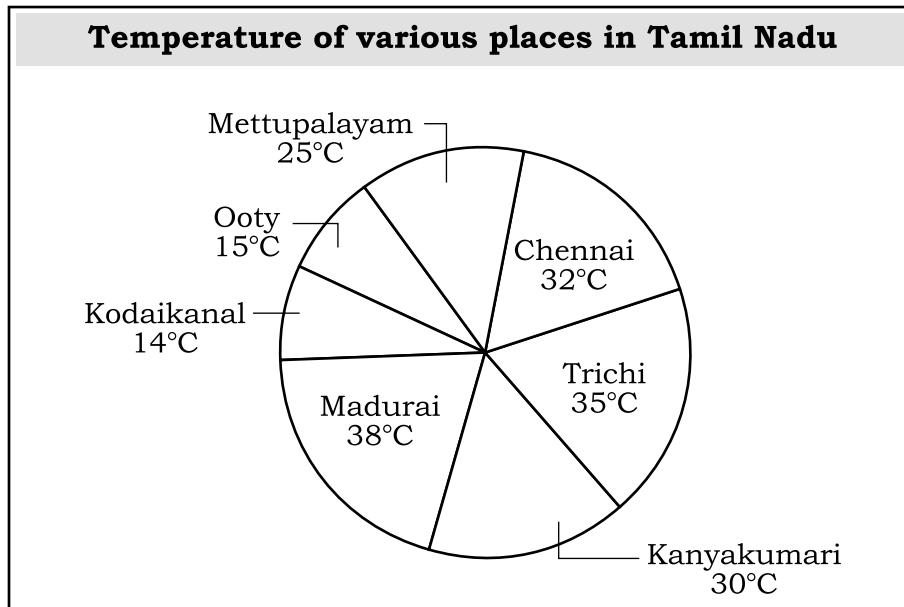 Temperature of various places in Tamil Nadu
Mettupalayam
25°C
Ooty
15°C
Chennai
32°C
Kodaikanal
14°C
Trichi
35°C
Madurai
38°C
Kanyakumari
30°C